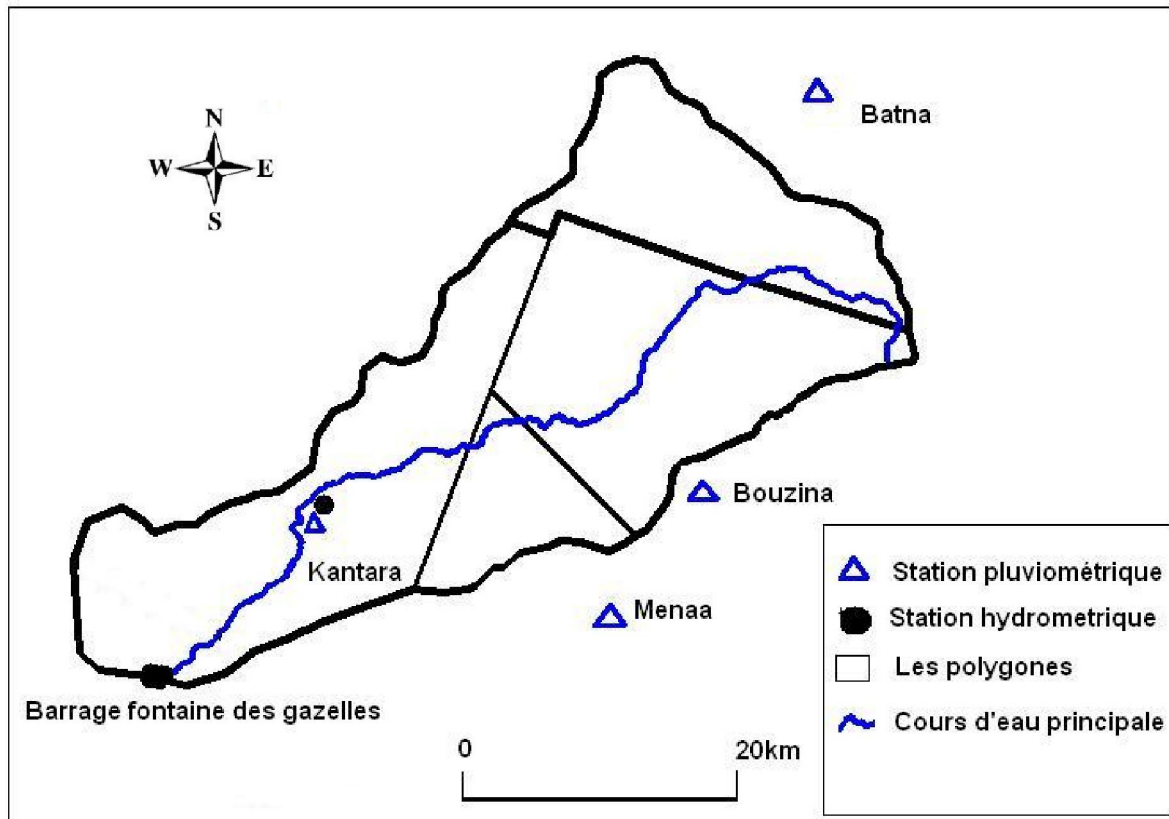 Batna
N
W E
S
Bouzina
Kantara
Menaa
Barrage fontaine des gazelles
0 20km
Station pluviométrique
Station hydrometrique
Les polygones
Cours d'eau principale